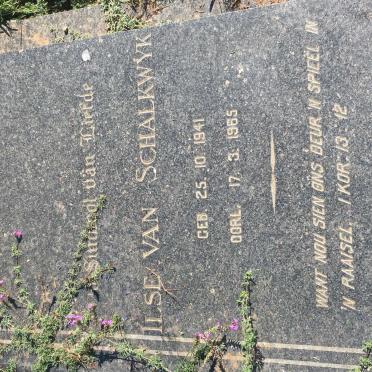 Simbol van Liefde
ILSE VAN SCHALKWYK
GEB. 25. 10. 1941
OORL. 17. 3. 1985
WANT NOU SIEN ONS DEUR 'N SPIEËL IN
'N RAAISEL. 1 KOR: 13 : 12